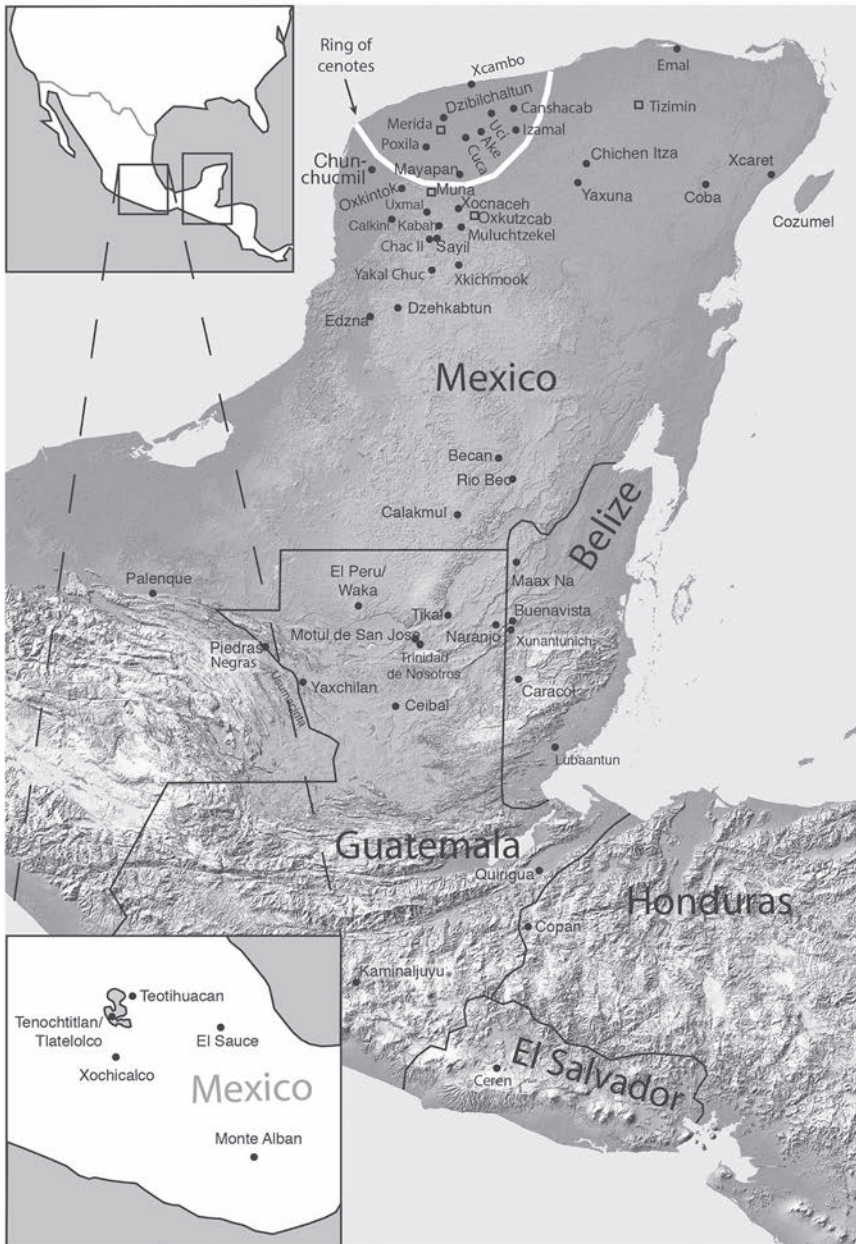 Ring of
cenotes
Xcambo
Emal
Dzibilchaltun
Canshacab
Tizimin
Merida
Uci
Ake
Izamal
Poxila
Cuca
Chichen Itza
Chun-
chucmil
Mayapan
Xcaret
Oxkintok
Muna
Yaxuna
Coba
Cozumel
Uxmal
Xocnaceh
Oxkutzcab
Calkini
Kabah
Muluchtzekel
Chac II
Sayil
Yakal Chuc
Xkichmook
Dzehkabtun
Edzna
Mexico
Becan
Rio Bec
Calakmul
Belize
Palenque
El Peru/
Waka
Maax Na
Tikal
Buenavista
Motul de San Jose
Naranjo
Xunantunich
Piedras
Negras
Trinidad
de Nosotros
Usumacinta
Yaxchilan
Caracol
Ceibal
Lubaantun
Guatemala
Quirigua
Honduras
Copan
Kaminaljuyu
El Salvador
Ceren
Teotihuacan
Tenochtitlan/
Tlatelolco
El Sauce
Xochicalco
Mexico
Monte Alban